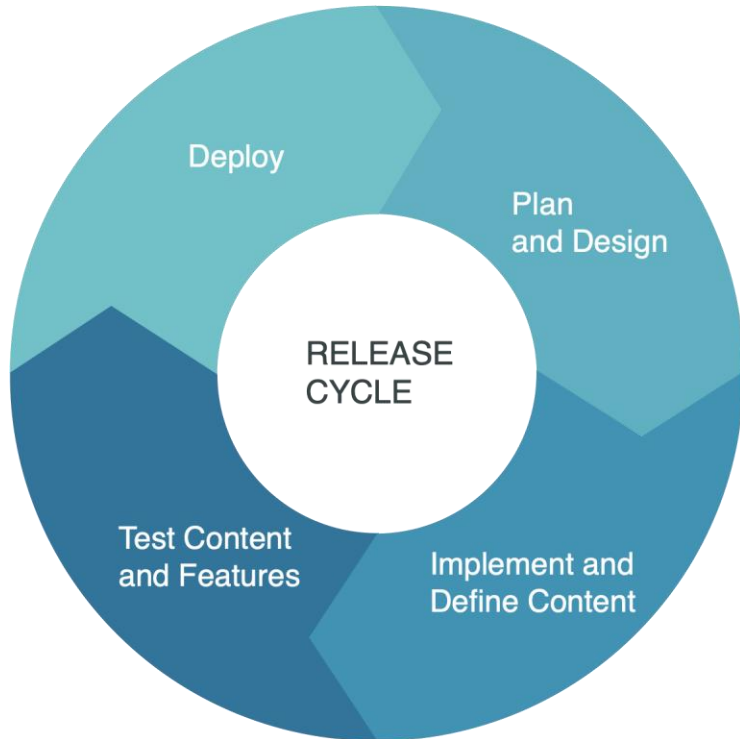 Deploy
Plan
and Design
RELEASE
CYCLE
Test Content
and Features
Implement and
Define Content